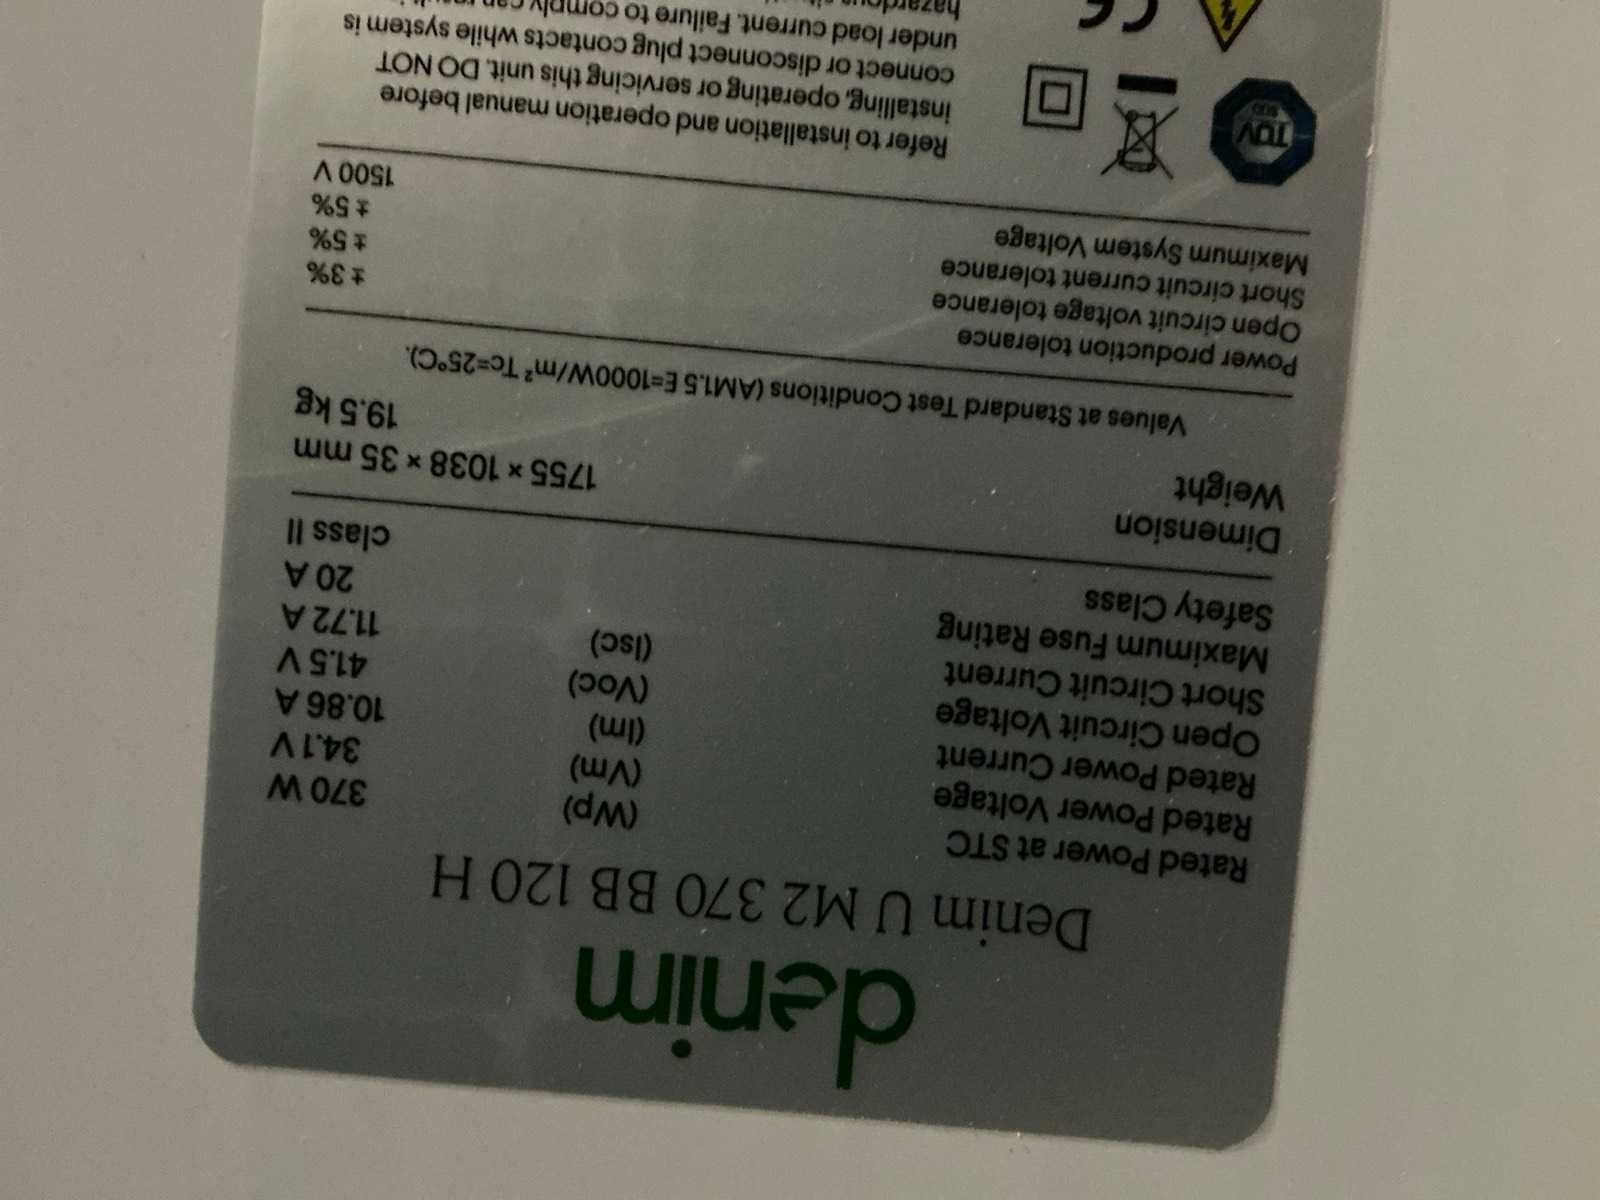 denim
Denim U M2 370 BB 120 H
Rated Power at STC (Wp) 370 W
Rated Power Voltage (Vm) 34.1 V
Rated Power Current (Im) 10.86 A
Open Circuit Voltage (Voc) 41.5 V
Short Circuit Current (Isc) 11.72 A
Maximum Fuse Rating 20 A
Safety Class class II
Dimension 1755 × 1038 × 35 mm
Weight 19.5 kg
Values at Standard Test Conditions (AM1.5 E=1000W/m² Tc=25°C).
Power production tolerance ± 3%
Open circuit voltage tolerance ± 5%
Short circuit current tolerance ± 5%
Maximum System Voltage 1500 V
TÜV
SÜD
Refer to installation and operation manual before
installing, operating or servicing this unit. DO NOT
connect or disconnect plug contacts while system is
under load current. Failure to comply can
CE